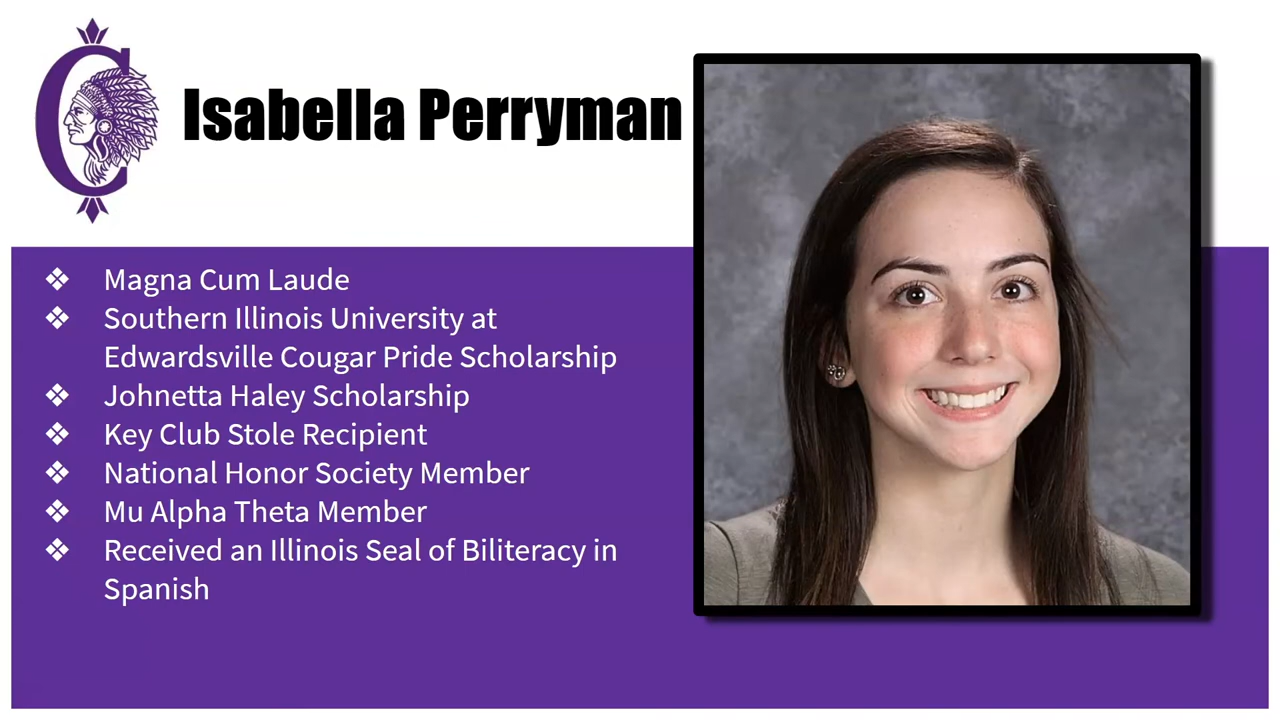 Isabella Perryman
❖ Magna Cum Laude
❖ Southern Illinois University at
Edwardsville Cougar Pride Scholarship
❖ Johnetta Haley Scholarship
❖ Key Club Stole Recipient
❖ National Honor Society Member
❖ Mu Alpha Theta Member
❖ Received an Illinois Seal of Biliteracy in
Spanish